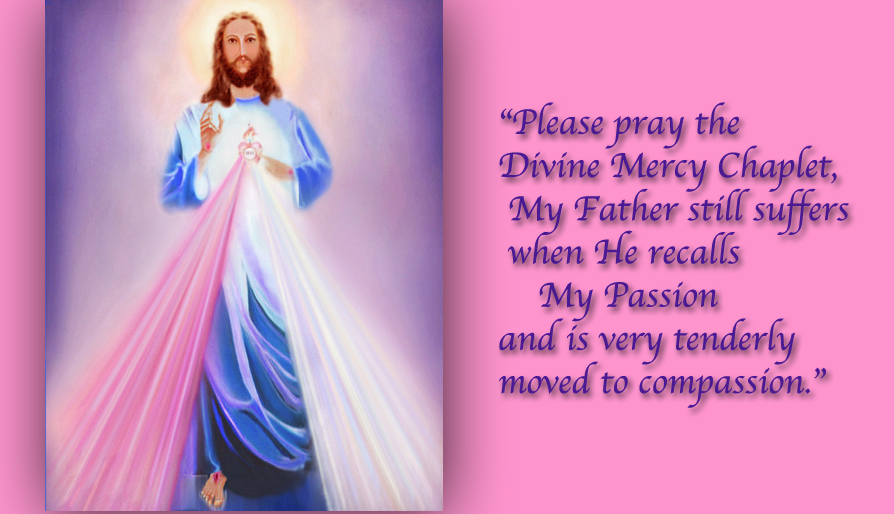 “Please pray the
Divine Mercy Chaplet,
My Father still suffers
when He recalls
My Passion
and is very tenderly
moved to compassion.”